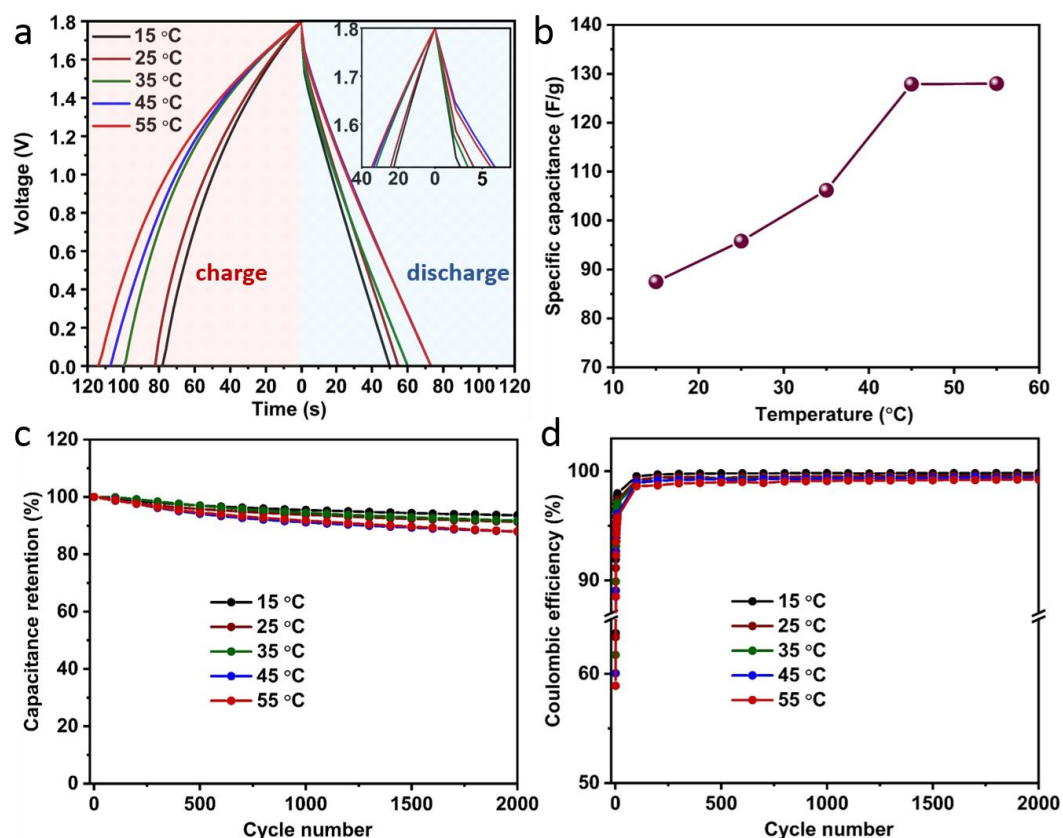 a
15 °C
25 °C
35 °C
45 °C
55 °C
1.8
1.6
1.4
1.2
1.0
0.8
0.6
0.4
0.2
0.0
Voltage (V)
charge
discharge
120 100 80 60 40 20 0 20 40 60 80 100 120
Time (s)
1.8
1.7
1.6
40 20 0 5
b
130
120
110
100
90
80
70
140
Specific capacitance (F/g)
10 20 30 40 50 60
Temperature (°C)
c
120
100
80
60
40
20
0
Capacitance retention (%)
15 °C
25 °C
35 °C
45 °C
55 °C
0 500 1000 1500 2000
Cycle number
d
100
90
60
50
Coulombic efficiency (%)
15 °C
25 °C
35 °C
45 °C
55 °C
0 500 1000 1500 2000
Cycle number